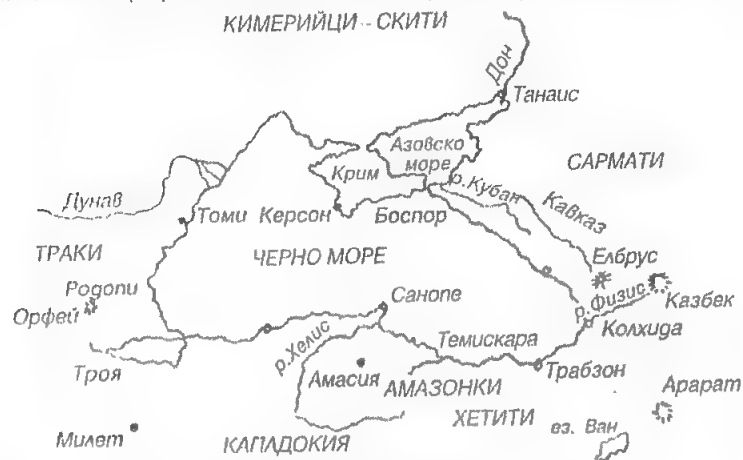 КИМЕРИЙЦИ - СКИТИ
Дон
Танаис
Азовско
море
САРМАТИ
Крим
р.Кубан
Дунав
Томи
Керсон
Боспор
Кавказ
ТРАКИ
ЧЕРНО МОРЕ
Елбрус
Родопи
Орфей
Санопе
р.Физис
Казбек
Колхида
р.Хелис
Темискара
Троя
Амасия
АМАЗОНКИ
Трабзон
Арарат
ХЕТИТИ
ез. Ван
Милет
КАПАДОКИЯ